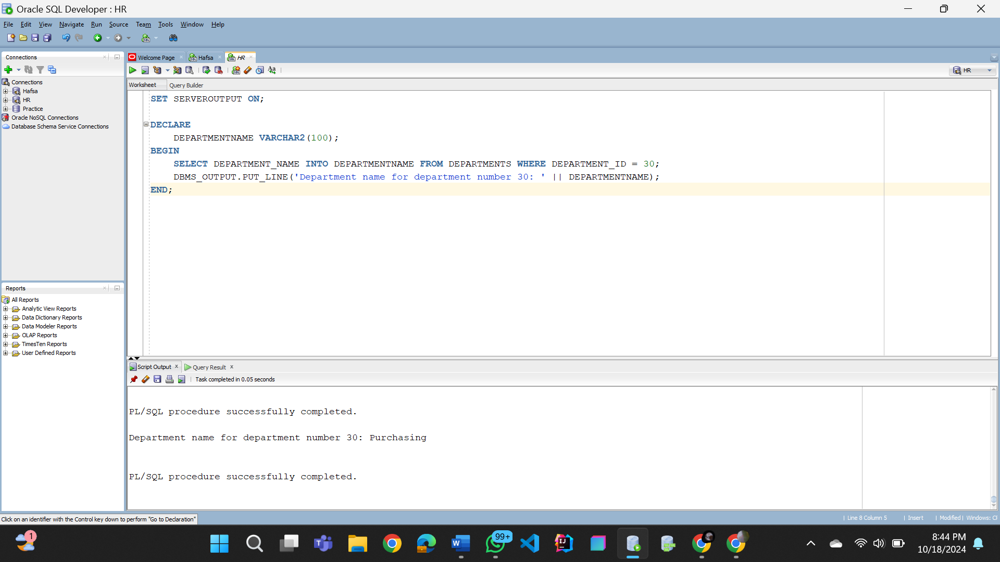 Oracle SQL Developer : HR
File Edit View Navigate Run Source Team Tools Window Help
Connections
Connections
Hafsa
HR
Practice
Oracle NoSQL Connections
Database Schema Service Connections
Reports
All Reports
Analytic View Reports
Data Dictionary Reports
Data Modeler Reports
OLAP Reports
TimesTen Reports
User Defined Reports
Welcome Page Hafsa HR
HR
Worksheet Query Builder
SET SERVEROUTPUT ON;
DECLARE
DEPARTMENTNAME VARCHAR2(100);
BEGIN
SELECT DEPARTMENT_NAME INTO DEPARTMENTNAME FROM DEPARTMENTS WHERE DEPARTMENT_ID = 30;
DBMS_OUTPUT.PUT_LINE('Department name for department number 30: ' || DEPARTMENTNAME);
END;
Script Output x Query Result x
Task completed in 0.05 seconds
PL/SQL procedure successfully completed.
Department name for department number 30: Purchasing
PL/SQL procedure successfully completed.
Click on an identifier with the Control key down to perform "Go to Declaration"
| Line 8 Column 5 | Insert | Modified | Windows: CF
1
99+
8:44 PM
10/18/2024